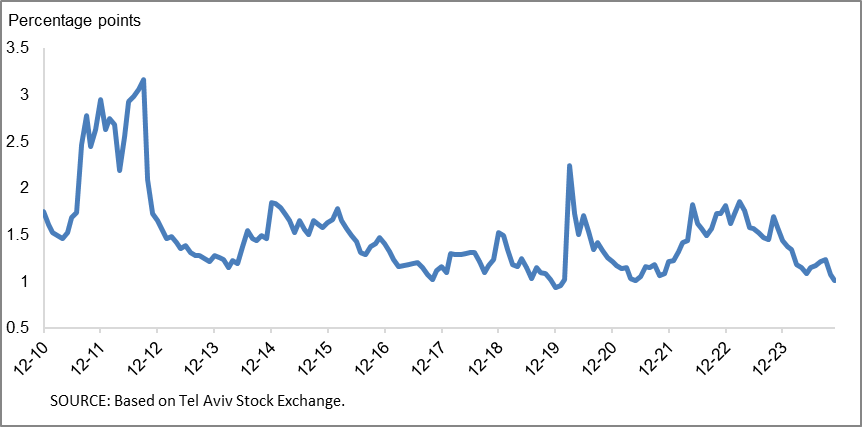 Percentage points
3.5
3
2.5
2
1.5
1
0.5
12-10 12-11 12-12 12-13 12-14 12-15 12-16 12-17 12-18 12-19 12-20 12-21 12-22 12-23
SOURCE: Based on Tel Aviv Stock Exchange.